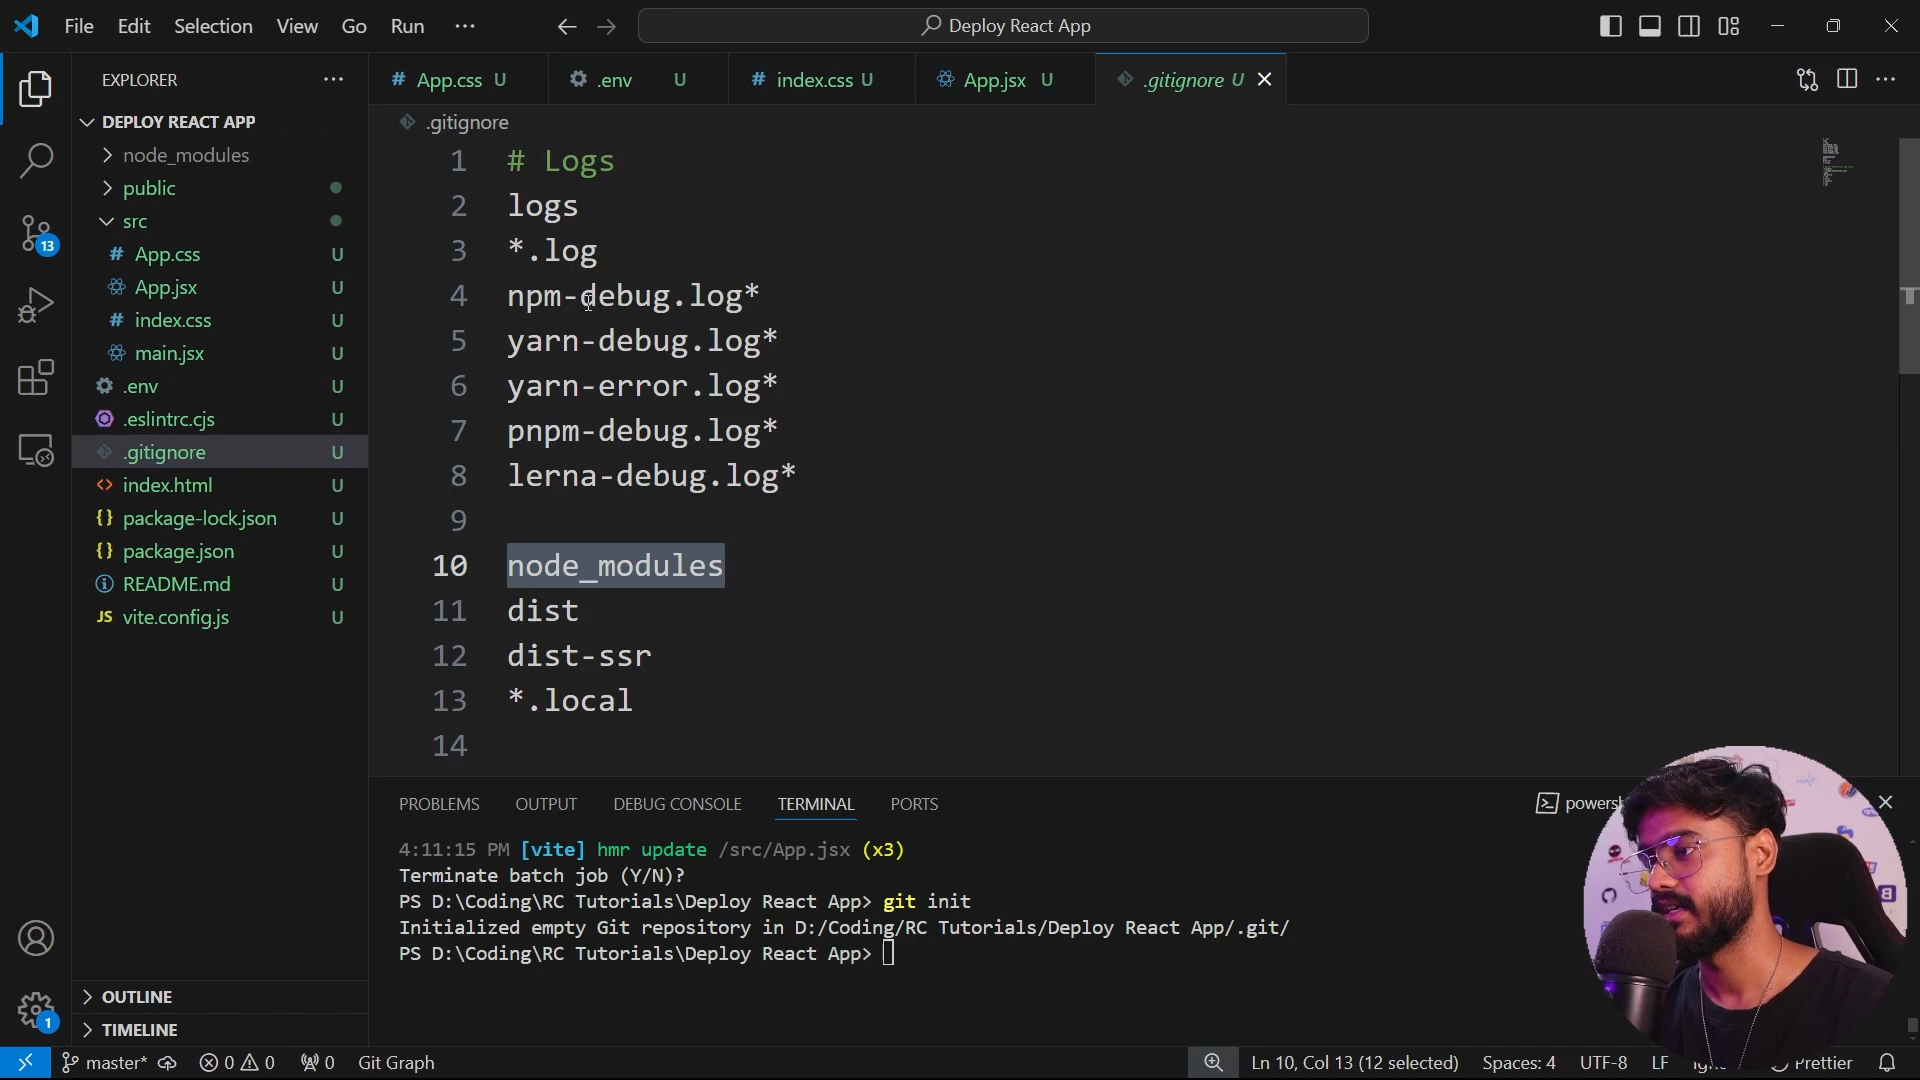 File Edit Selection View Go Run ··· Deploy React App
EXPLORER ···
# App.css U .env U # index.css U App.jsx U .gitignore U
DEPLOY REACT APP
node_modules
public
src
# App.css U
App.jsx U
# index.css U
main.jsx U
.env U
.eslintrc.cjs U
.gitignore U
<> index.html U
{} package-lock.json U
{} package.json U
README.md U
JS vite.config.js U
OUTLINE
TIMELINE
13
1
.gitignore
1 # Logs
2 logs
3 *.log
4 npm-debug.log*
5 yarn-debug.log*
6 yarn-error.log*
7 pnpm-debug.log*
8 lerna-debug.log*
9
10 node_modules
11 dist
12 dist-ssr
13 *.local
14
PROBLEMS OUTPUT DEBUG CONSOLE TERMINAL PORTS
4:11:15 PM [vite] hmr update /src/App.jsx (x3)
Terminate batch job (Y/N)?
PS D:\Coding\RC Tutorials\Deploy React App> git init
Initialized empty Git repository in D:/Coding/RC Tutorials/Deploy React App/.git/
PS D:\Coding\RC Tutorials\Deploy React App>
master* 0 0 0 Git Graph Ln 10, Col 13 (12 selected) Spaces: 4 UTF-8 LF Prettier